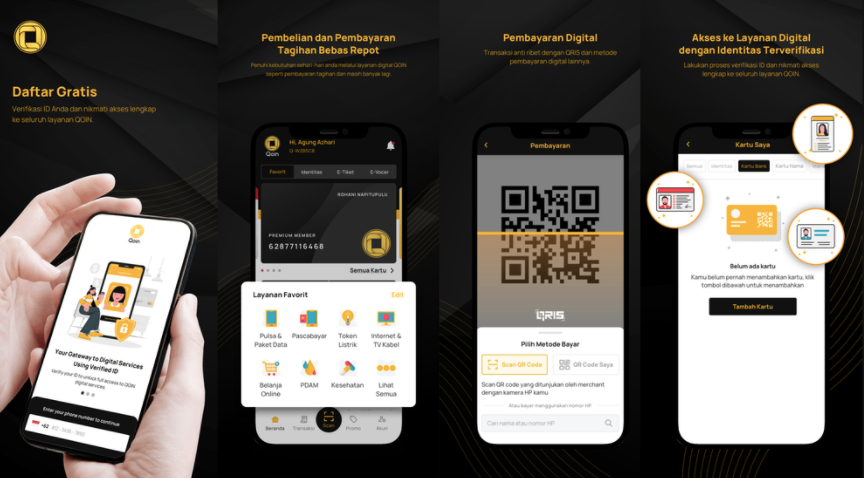 Daftar Gratis
Verifikasi ID Anda dan nikmati akses lengkap
ke seluruh layanan QOIN.
Qoin
Your Gateway to Digital Services
Using Verified ID
Verify your ID to unlock full access to QOIN
digital services.
Enter your phone number to continue
+62
Pembelian dan Pembayaran
Tagihan Bebas Repot
Penuhi kebutuhan sehari-hari anda melalui layanan digital QOIN
seperti pembayaran tagihan dan masih banyak lagi.
Qoin
Hi, Agung Azhari
Favorit
Identitas
E-Tiket
E-Vocer
ROHANI NAPITUPULU
PREMIUM MEMBER
62877116468
Semua Kartu >
Layanan Favorit
Edit
Pulsa &
Paket Data
Pascabayar
Token
Listrik
Internet &
TV Kabel
Belanja
Online
PDAM
Kesehatan
Lihat
Semua
Beranda
Transaksi
Scan
Promo
Akun
Pembayaran Digital
Transaksi anti ribet dengan QRIS dan metode
pembayaran digital lainnya.
Pembayaran
QRIS
Pilih Metode Bayar
Scan QR Code
QR Code Saya
Scan QR code yang ditunjukan oleh merchant
dengan kamera HP kamu
Atau bayar menggunakan nomor HP
Cari nama atau nomor HP
Akses ke Layanan Digital
dengan Identitas Terverifikasi
Lakukan proses verifikasi ID dan nikmati akses
lengkap ke seluruh layanan QOIN.
Kartu Saya
Semua
Identitas
Kartu Bank
Kartu Nama
Belum ada kartu
Kamu belum pernah menambahkan kartu, klik
tombol dibawah untuk menambahkan
Tambah Kartu